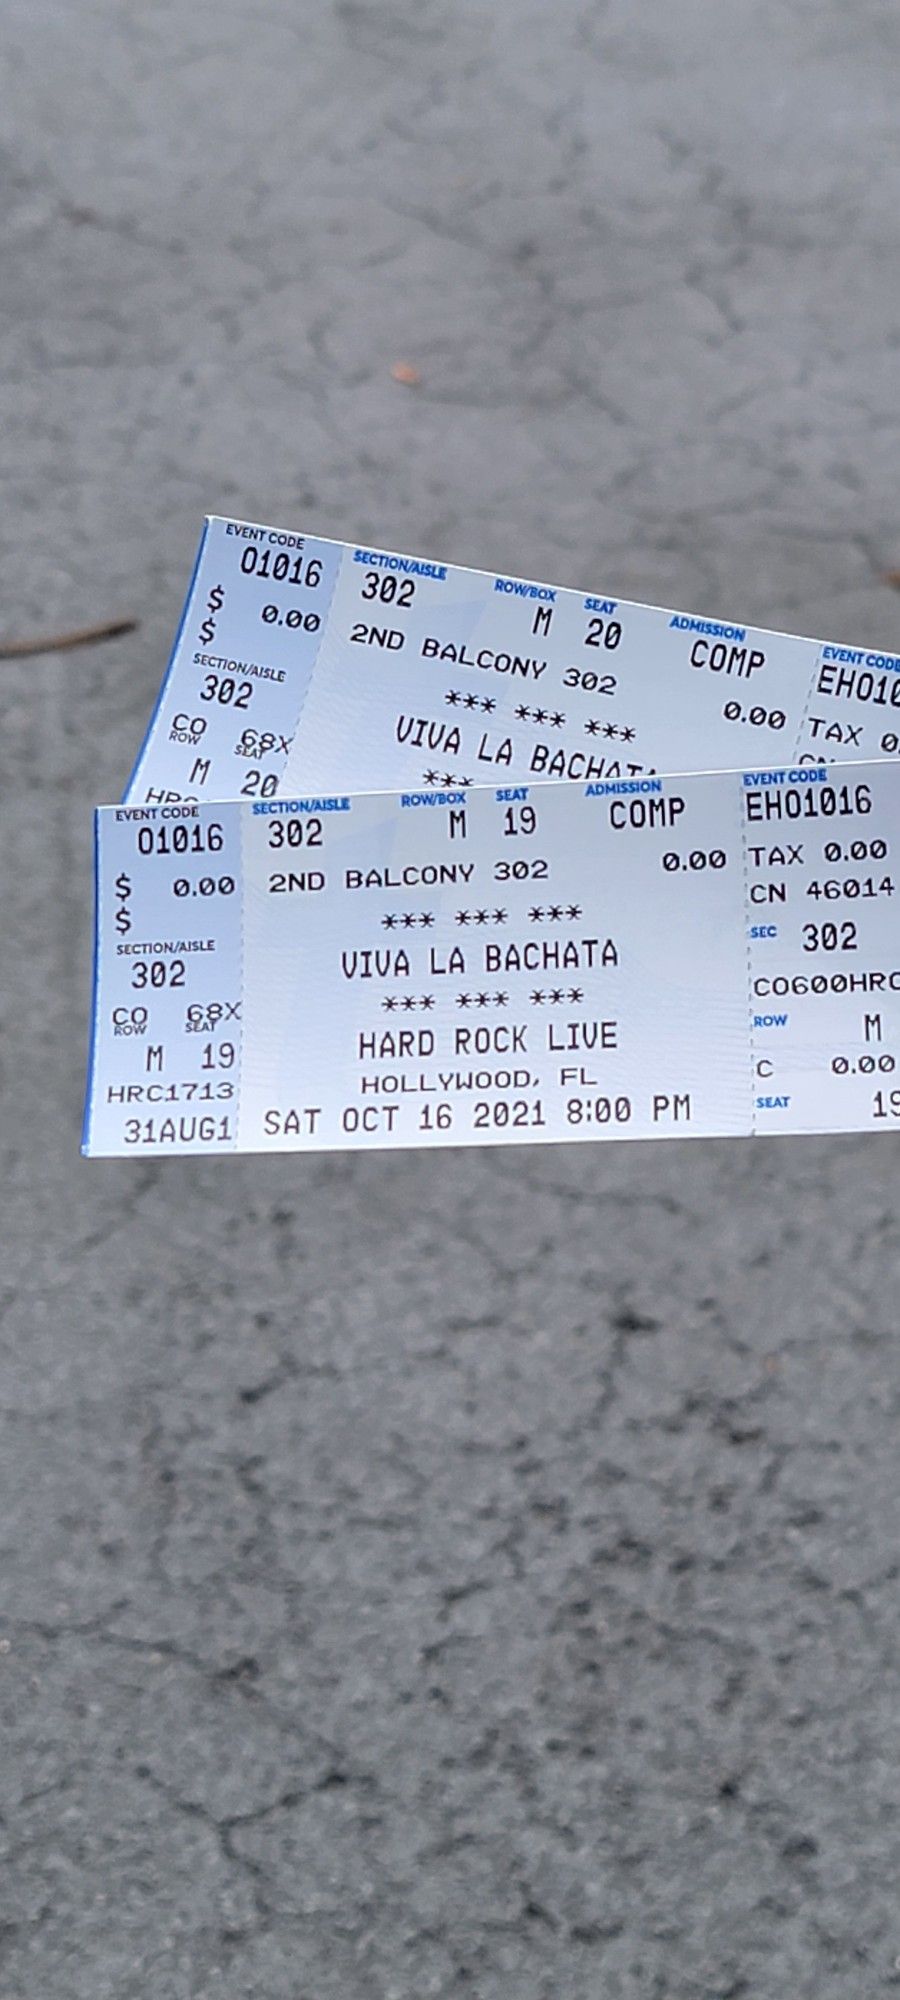 EVENT CODE
01016
$ 0.00
$
SECTION/AISLE
302
CO 68X
ROW SEAT
M 20
SECTION/AISLE ROW/BOX SEAT ADMISSION
302 M 20 COMP
2ND BALCONY 302 0.00
*** *** ***
VIVA LA BACHATA
***
EVENT CODE
TAX
EVENT CODE
01016
$ 0.00
$
SECTION/AISLE
302
CO 68X
ROW SEAT
M 19
HRC1713
31AUG1
SECTION/AISLE ROW/BOX SEAT ADMISSION
302 M 19 COMP
2ND BALCONY 302 0.00
*** *** ***
VIVA LA BACHATA
*** *** ***
HARD ROCK LIVE
HOLLYWOOD, FL
SAT OCT 16 2021 8:00 PM
EVENT CODE
EH01016
TAX 0.00
CN 46014
SEC 302
CO600HRC
ROW M
C 0.00
SEAT 19